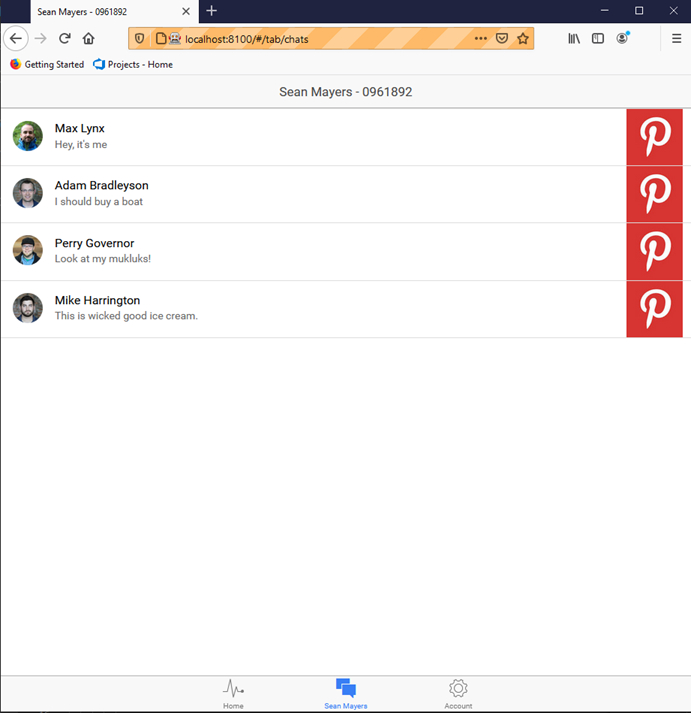 Sean Mayers - 0961892
localhost:8100/#/tab/chats
Getting Started
Projects - Home
Sean Mayers - 0961892
Max Lynx
Hey, it's me
Adam Bradleyson
I should buy a boat
Perry Governor
Look at my mukluks!
Mike Harrington
This is wicked good ice cream.
Home
Sean Mayers
Account